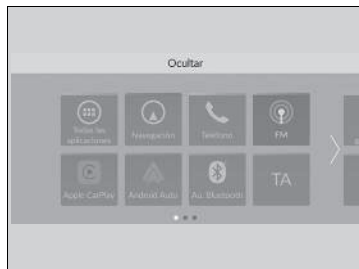 Ocultar
Todas las
aplicaciones
Navegación
Teléfono
FM
Apple CarPlay
Android Auto
Au. Bluetooth
TA